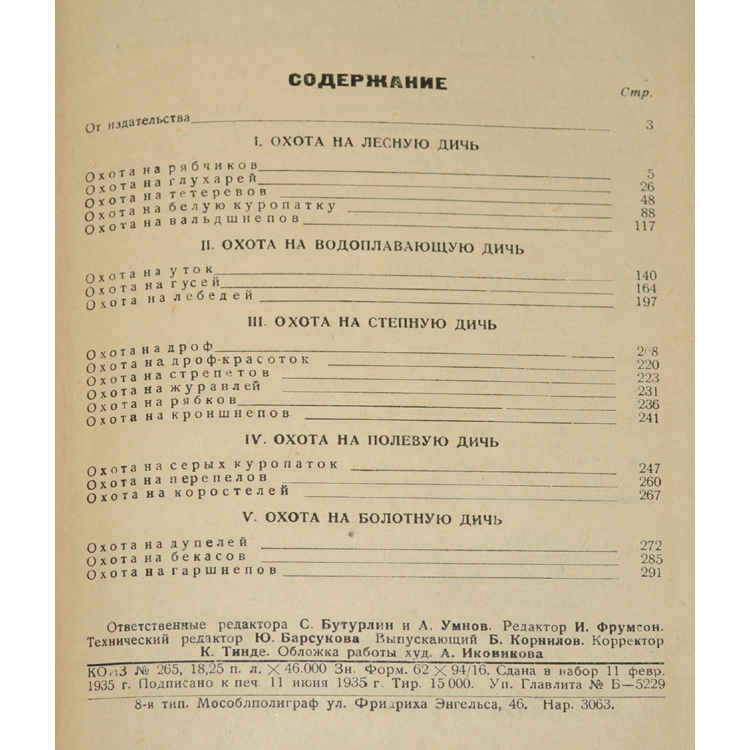 СОДЕРЖАНИЕ
Стр.
От издательства 3
I. ОХОТА НА ЛЕСНУЮ ДИЧЬ
Охота на рябчиков 5
Охота на глухарей 26
Охота на тетеревов 48
Охота на белую куропатку 88
Охота на вальдшнепов 117
II. ОХОТА НА ВОДОПЛАВАЮЩУЮ ДИЧЬ
Охота на уток 140
Охота на гусей 164
Охота на лебедей 197
III. ОХОТА НА СТЕПНУЮ ДИЧЬ
Охота на дроф
Охота на дроф-красоток 220
Охота на стрепетов 223
Охота на журавлей 231
Охота на рябков 236
Охота на кроншнепов 241
IV. ОХОТА НА ПОЛЕВУЮ ДИЧЬ
Охота на серых куропаток 247
Охота на перепелов 260
Охота на коростелей 267
V. ОХОТА НА БОЛОТНУЮ ДИЧЬ
Охота на дупелей 272
Охота на бекасов 285
Охота на гаршнепов 291
Ответственные редактора С. Бутурлин и А. Умнов. Редактор И. Фрумсон.
Технический редактор Ю. Барсукова Выпускающий Б. Корнилов. Корректор
К. Тинде. Обложка работы худ. А. Иковникова
КОИЗ № 265, 18,25 п. л. × 46.000 Зн. Форм. 62 × 94/16. Сдана в набор 11 февр.
1935 г. Подписано к печ. 11 июня 1935 г. Тир. 15 000. Уп. Главлита № Б—5229
8-я тип. Мособлполиграф ул. Фридриха Энгельса, 46. Нар. 3063.